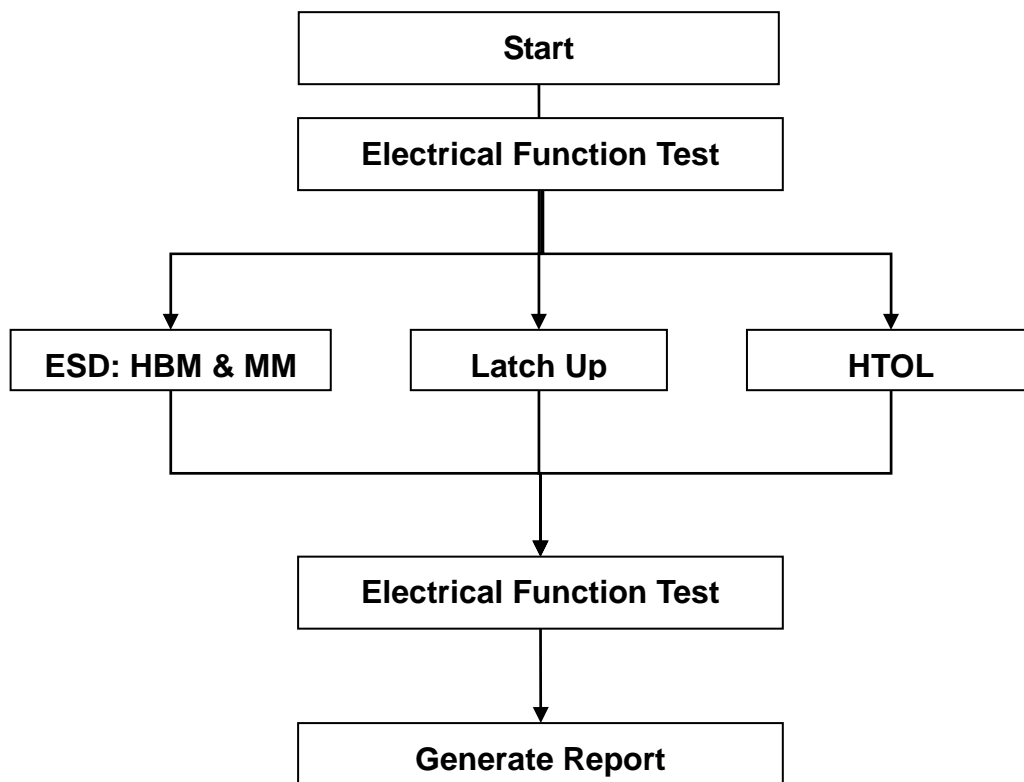 Start
Electrical Function Test
ESD: HBM & MM
Latch Up
HTOL
Electrical Function Test
Generate Report